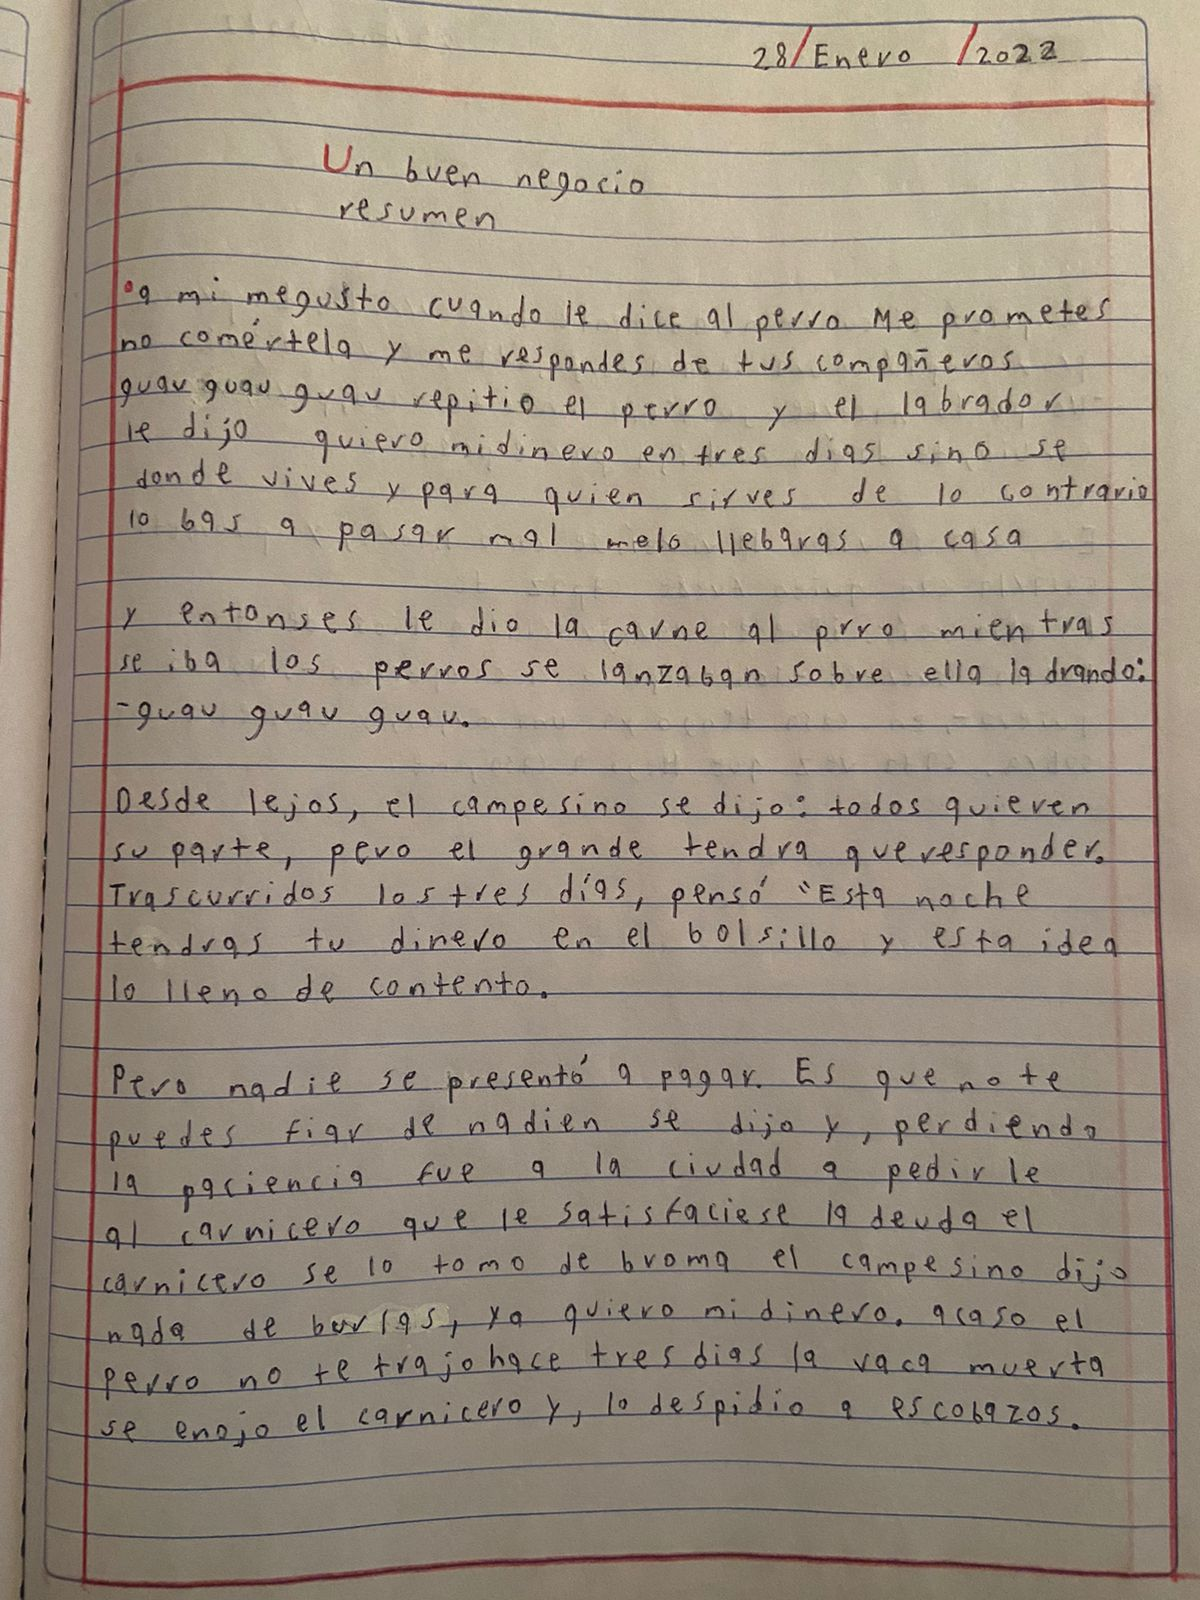 28/Enero /2022
Un buen negocio
resumen
•a mi megusto cuando le dice al perro Me prometes
no comértela y me respondes de tus compañeros
guau guau guau repitio el perro y el labrador
le dijo quiero midinero en tres dias sino se
donde vives y para quien sirves de lo contrario
lo bas a pasar mal melo llebaras a casa
y entonses le dio la carne al prro mientras
se iba los perros se lanzaban sobre ella ladrando:
-guau guau guau.
Desde lejos, el campesino se dijo: todos quieren
su parte, pero el grande tendra queresponder.
Trascurridos los tres días, pensó "Esta noche
tendras tu dinero en el bolsillo y esta idea
lo lleno de contento.
Pero nadie se presentó a pagar. Es que no te
puedes fiar de nadien se dijo y, perdiendo
la paciencia fue a la ciudad a pedirle
al carnicero que le satisfaciese la deuda el
carnicero se lo tomo de broma el campesino dijo
nada de burlas, ya quiero mi dinero. acaso el
perro no te trajo hace tres dias la vaca muerta
se enojo el carnicero y, lo despidio a escobazos.